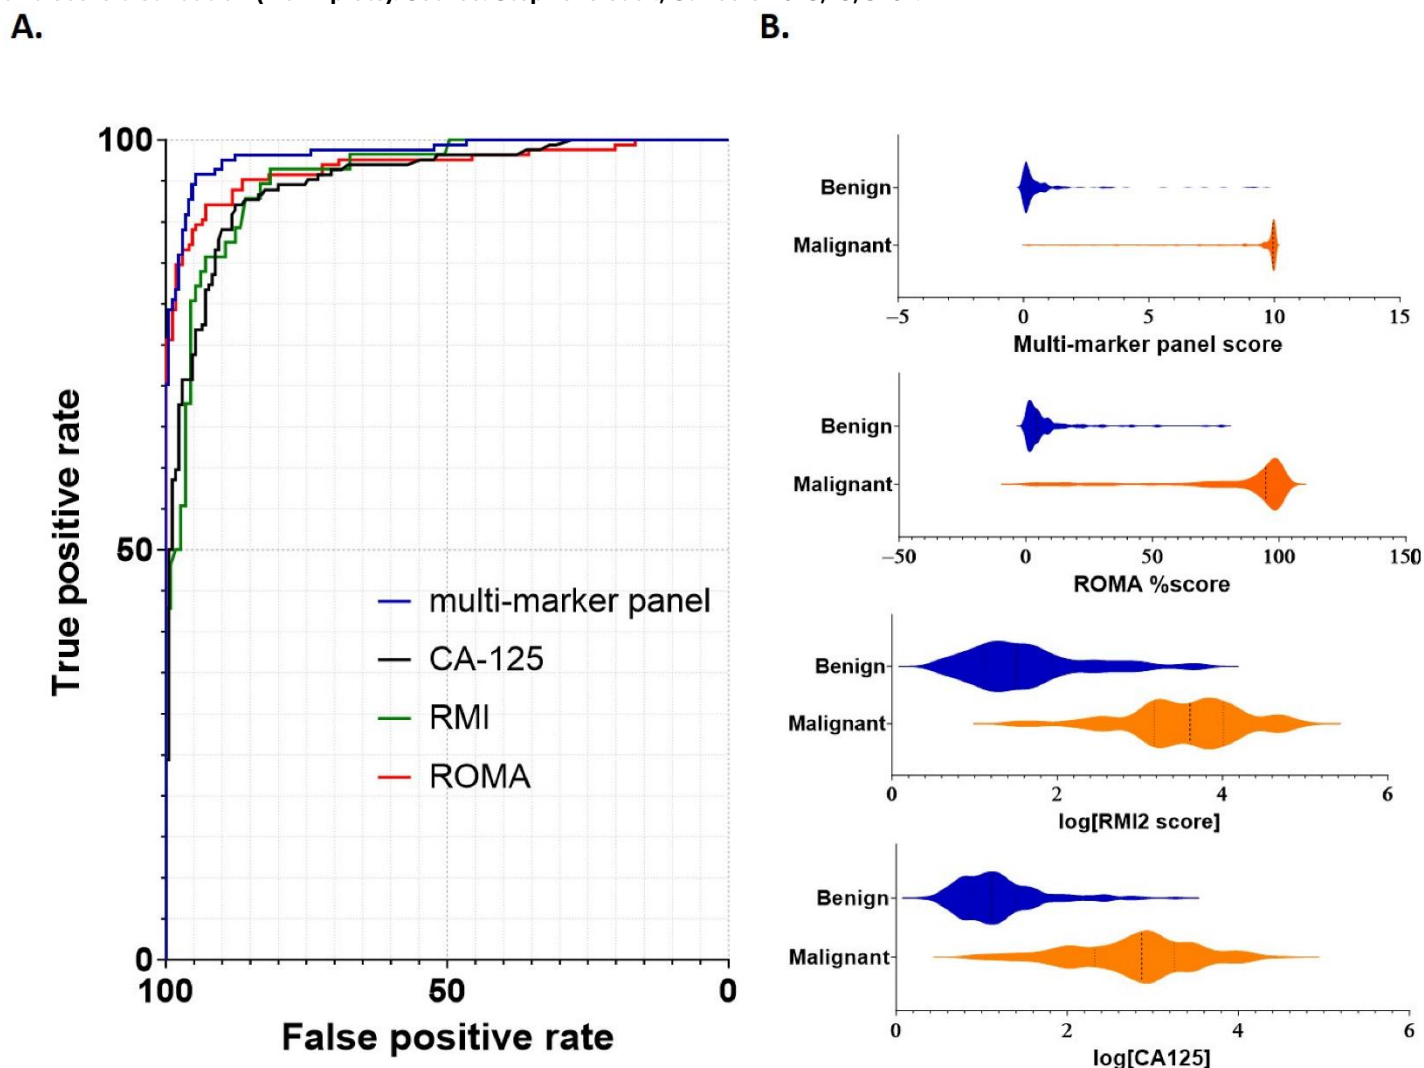 A.
B.
100
50
0
100
50
0
True positive rate
False positive rate
multi-marker panel
CA-125
RMI
ROMA
Benign
Malignant
−5
0
5
10
15
Multi-marker panel score
Benign
Malignant
−50
0
50
100
150
ROMA %score
Benign
Malignant
0
2
4
6
log[RMI2 score]
Benign
Malignant
0
2
4
6
log[CA125]